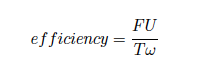 efficiency = FU / Tω